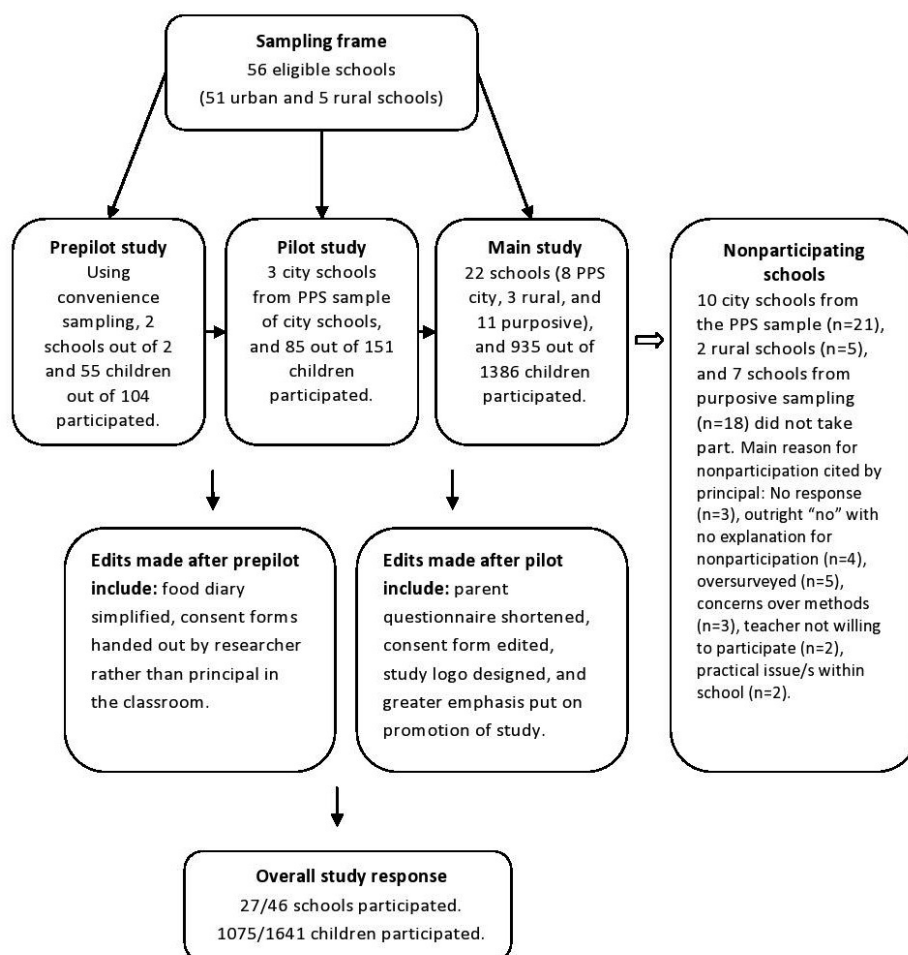 Sampling frame
56 eligible schools
(51 urban and 5 rural schools)
Prepilot study
Using
convenience
sampling, 2
schools out of 2
and 55 children
out of 104
participated.
Pilot study
3 city schools
from PPS sample
of city schools,
and 85 out of 151
children
participated.
Main study
22 schools (8 PPS
city, 3 rural, and
11 purposive),
and 935 out of
1386 children
participated.
Nonparticipating
schools
10 city schools from
the PPS sample (n=21),
2 rural schools (n=5),
and 7 schools from
purposive sampling
(n=18) did not take
part. Main reason for
nonparticipation cited by
principal: No response
(n=3), outright “no” with
no explanation for
nonparticipation (n=4),
oversurveyed (n=5),
concerns over methods
(n=3), teacher not willing
to participate (n=2),
practical issue/s within
school (n=2).
Edits made after prepilot
include: food diary
simplified, consent forms
handed out by researcher
rather than principal in
the classroom.
Edits made after pilot
include: parent
questionnaire shortened,
consent form edited,
study logo designed, and
greater emphasis put on
promotion of study.
Overall study response
27/46 schools participated.
1075/1641 children participated.